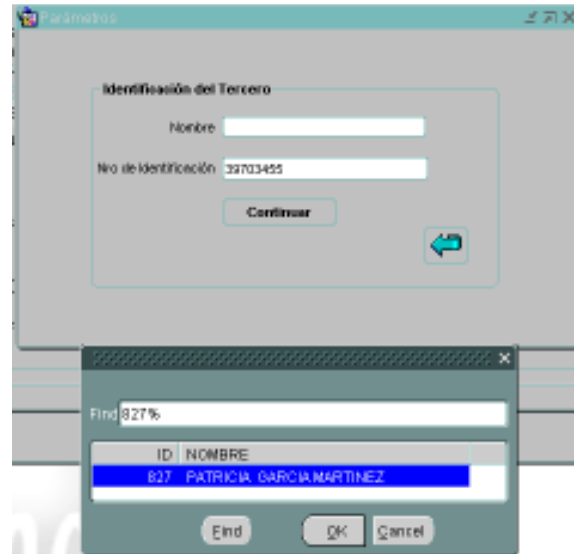 Parámetros
Identificación del Tercero
Nombre
Nro de Identificación 39703455
Continuar
Find 827%
ID NOMBRE
827 PATRICIA GARCIA MARTINEZ
Find OK Cancel